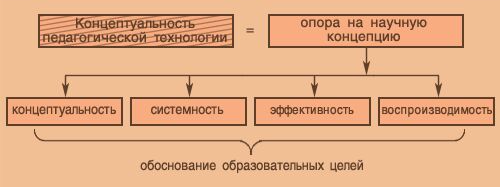 Концептуальность
педагогической технологии
=
опора на научную
концепцию
концептуальность
системность
эффективность
воспроизводимость
обоснование образовательных целей